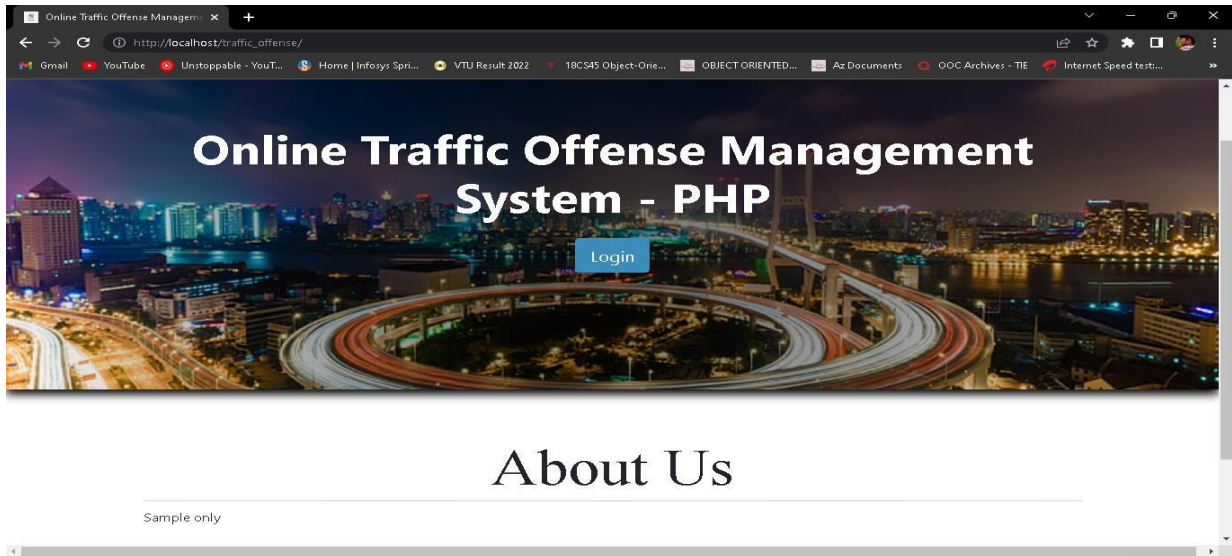 Online Traffic Offense Managem
http://localhost/traffic_offense/
Gmail YouTube Unstoppable - YouT... Home | Infosys Spri... VTU Result 2022 18CS45 Object-Orie... OBJECT ORIENTED... Az Documents OOC Archives - TIE Internet Speed test:... »
Online Traffic Offense Management
System - PHP
Login
About Us
Sample only